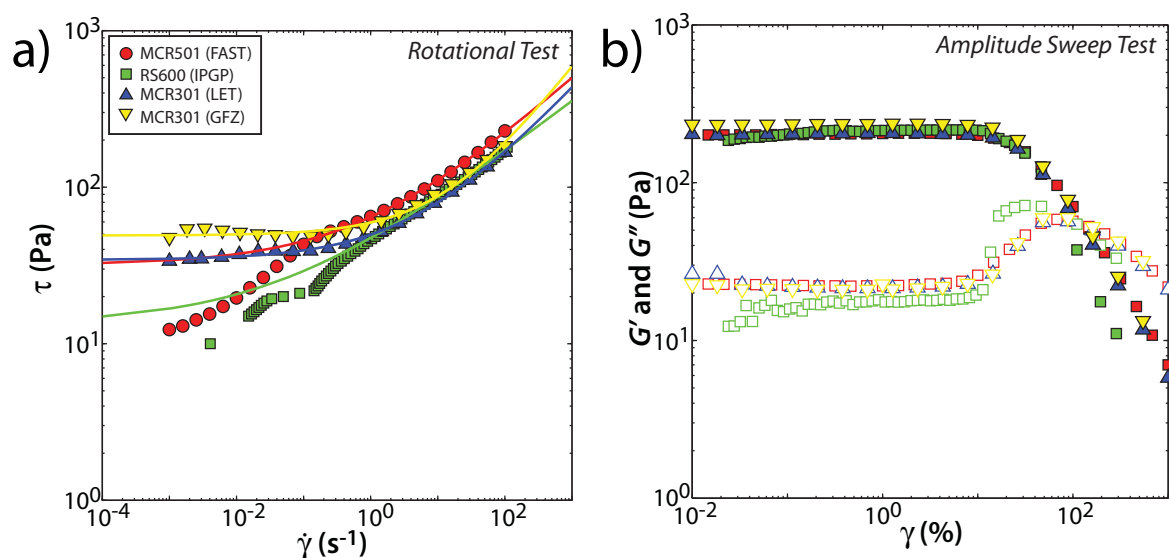 a)
Rotational Test
MCR501 (FAST)
RS600 (IPGP)
MCR301 (LET)
MCR301 (GFZ)
10³
10²
10¹
10⁰
τ (Pa)
10⁻⁴ 10⁻² 10⁰ 10²
γ̇ (s⁻¹)
b)
Amplitude Sweep Test
10³
10²
10¹
10⁰
G′ and G″ (Pa)
10⁻² 10⁰ 10²
γ (%)